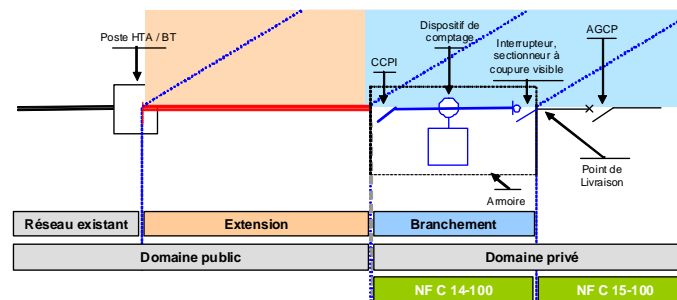 Poste HTA / BT
Dispositif de
comptage
Interrupteur,
sectionneur à
coupure visible
AGCP
CCPI
Point de
Livraison
Armoire
Réseau existant
Extension
Branchement
Domaine public
Domaine privé
NF C 14-100
NF C 15-100